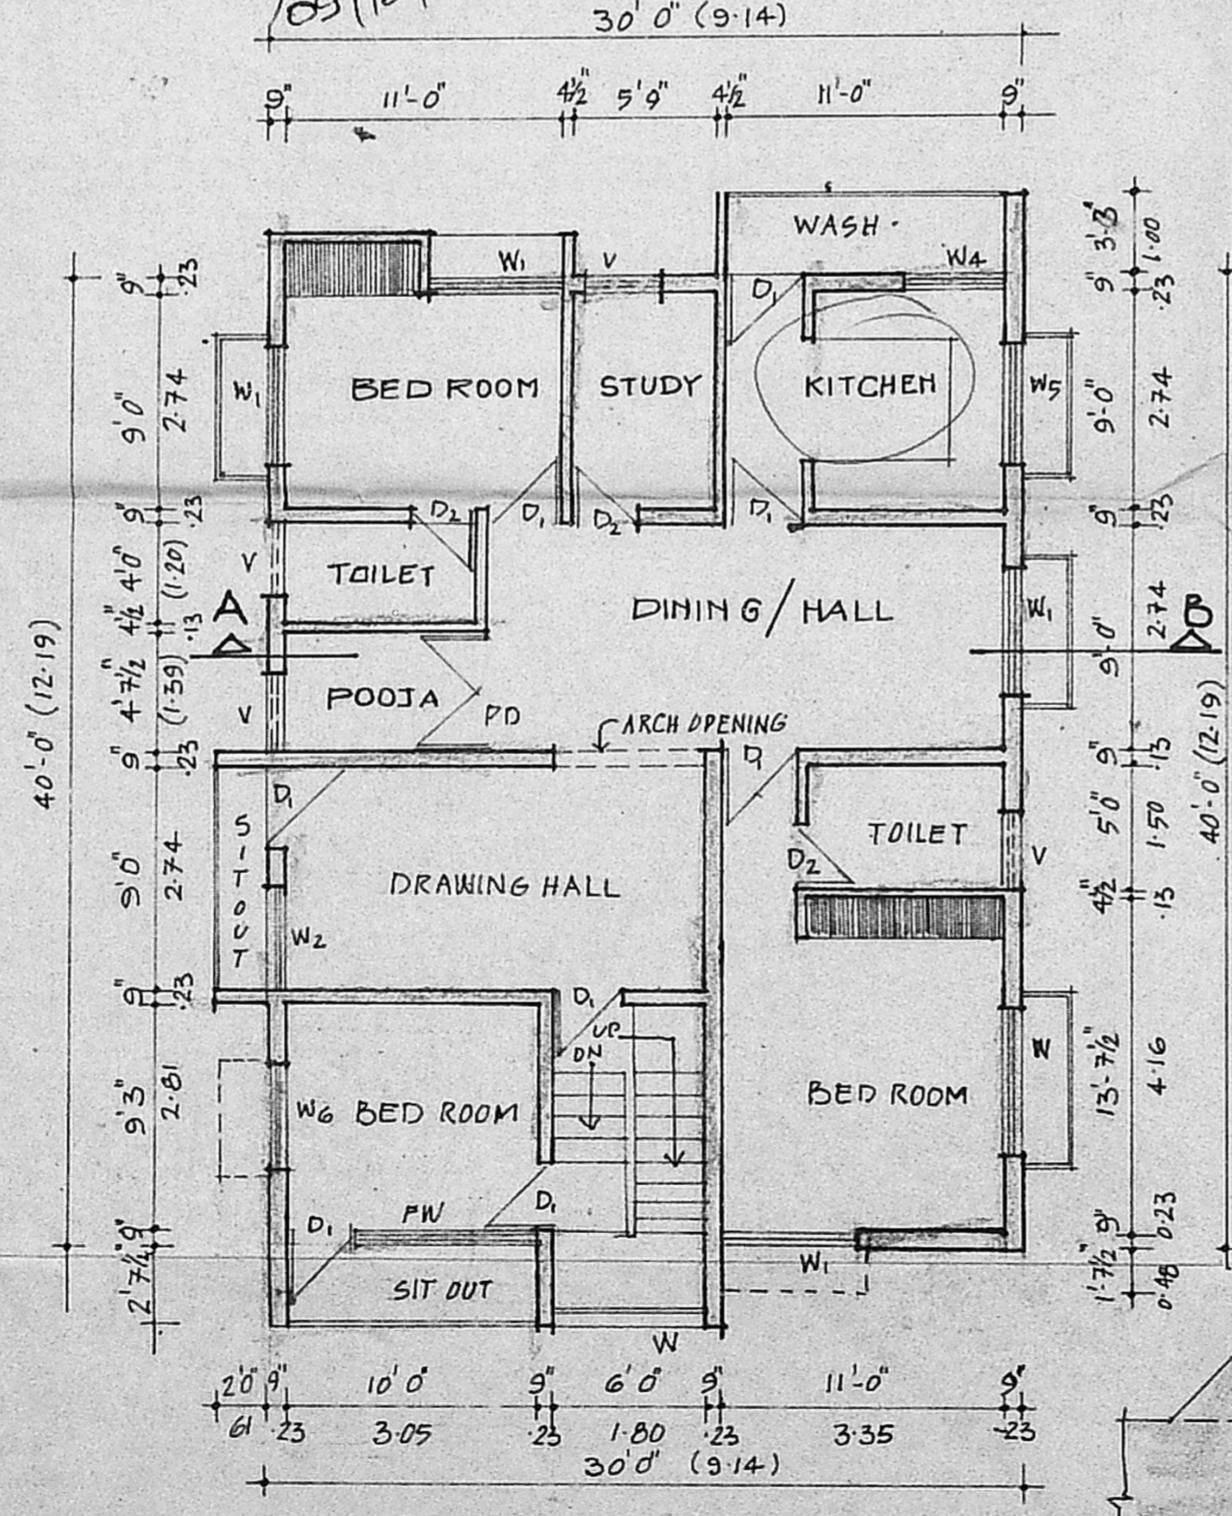 30' 0" (9·14)
9" 11'-0" 4½" 5'9" 4½" 11'-0" 9"
WASH
W1 V W4
D1
W1 BED ROOM STUDY KITCHEN W5
D2 D1 D2 D1
V TOILET
A DINING / HALL W1 B
POOJA
V PD
ARCH OPENING
D1 D1
SIT OUT TOILET
D2 V
DRAWING HALL
W2
D1
UP
DN W
W6 BED ROOM BED ROOM
D1 FW D1
SIT OUT W1
W
9" ·23
9'0" 2·74
9" ·23
4'0" (1·20)
4½" ·13
4'7½" (1·39)
9" ·23
9'0" 2·74
9" ·23
9'3" 2·81
9"
2'7½"
40'-0" (12·19)
3'-3" 1·00
9" ·23
9'-0" 2·74
9" ·23
9'-0" 2·74
9" ·13
5'0" 1·50
4½" ·13
13'-7½" 4·16
9" 0·23
1'-7½" 0·48
40'-0" (12·19)
2'0" 9" 10'0" 9" 6'0" 9" 11'-0" 9"
61 ·23 3·05 ·23 1·80 ·23 3·35 ·23
30'0" (9·14)